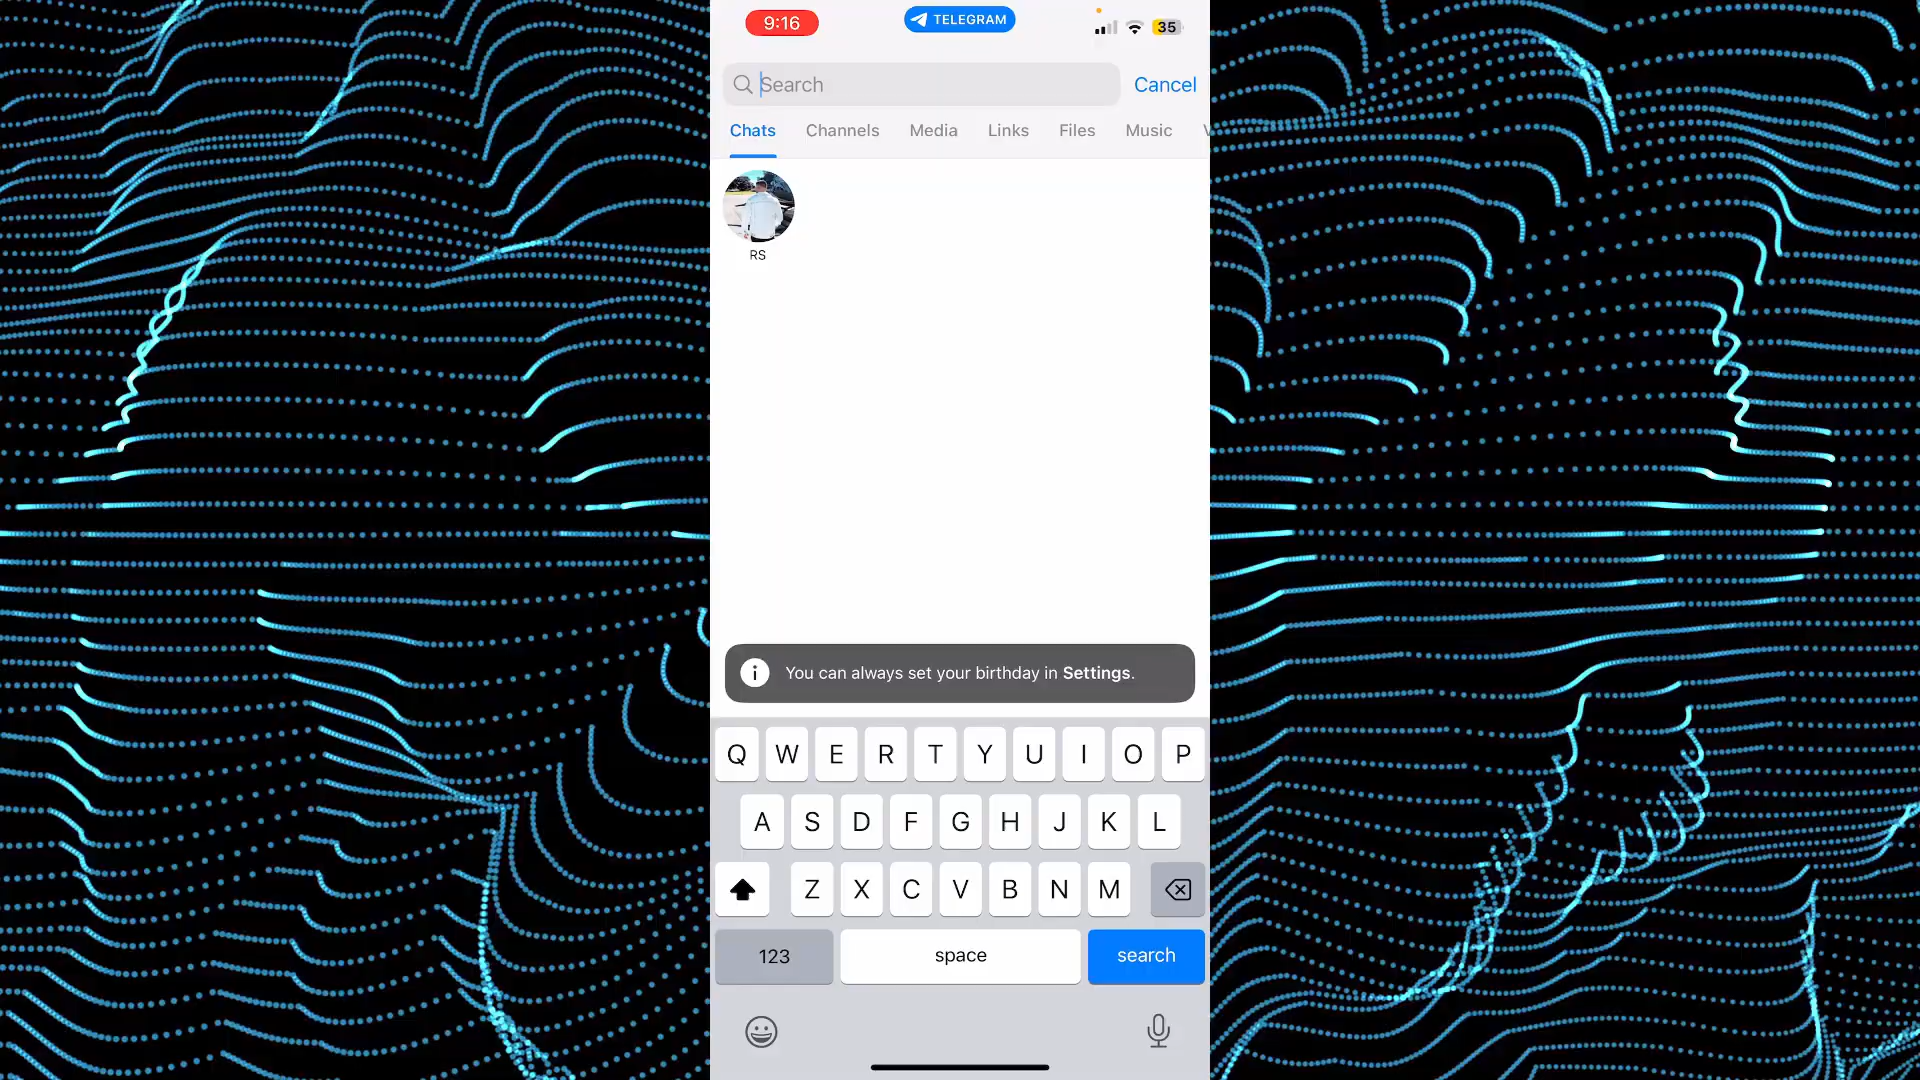 9:16
TELEGRAM
35
Search
Cancel
Chats Channels Media Links Files Music
RS
You can always set your birthday in Settings.
Q W E R T Y U I O P
A S D F G H J K L
Z X C V B N M
123 space search